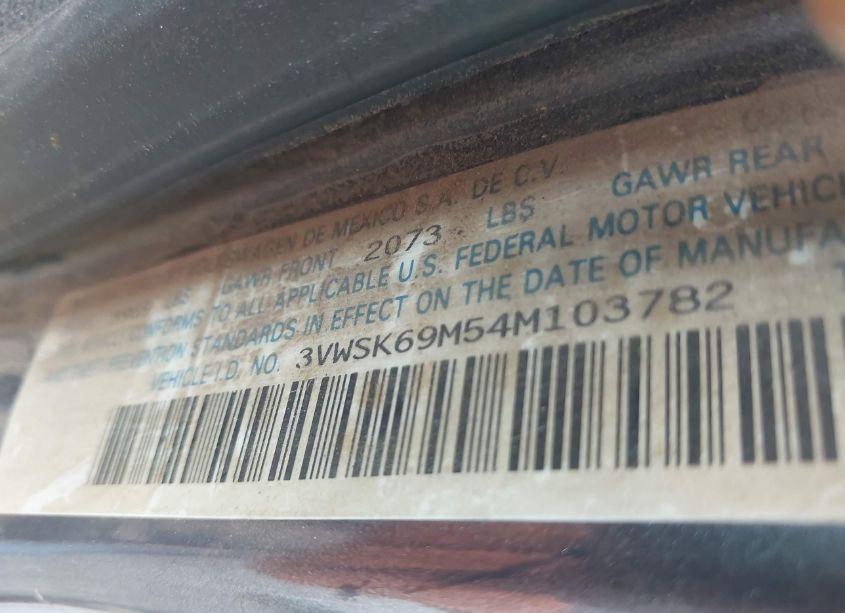 DE MEXICO S.A. DE C.V.
LBS GAWR FRONT 2073 LBS GAWR REAR
CONFORMS TO ALL APPLICABLE U.S. FEDERAL MOTOR VEHIC
PREVENTION STANDARDS IN EFFECT ON THE DATE OF MANUFA
VEHICLE I.D. NO. 3VWSK69M54M103782